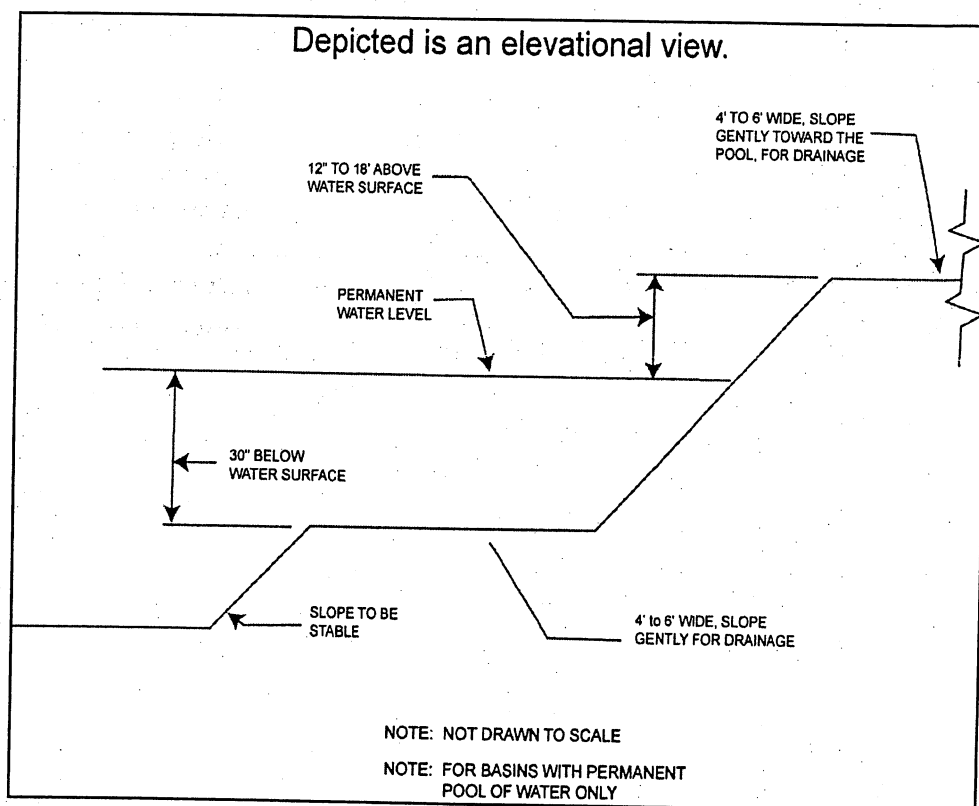 Depicted is an elevational view.
4' TO 6' WIDE, SLOPE
GENTLY TOWARD THE
POOL, FOR DRAINAGE
12" TO 18' ABOVE
WATER SURFACE
PERMANENT
WATER LEVEL
30" BELOW
WATER SURFACE
SLOPE TO BE
STABLE
4' to 6' WIDE, SLOPE
GENTLY FOR DRAINAGE
NOTE: NOT DRAWN TO SCALE
NOTE: FOR BASINS WITH PERMANENT
POOL OF WATER ONLY